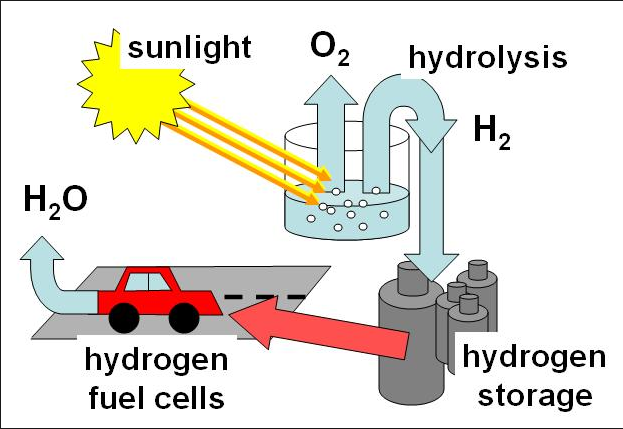 sunlight
O₂
hydrolysis
H₂
H₂O
hydrogen
fuel cells
hydrogen
storage